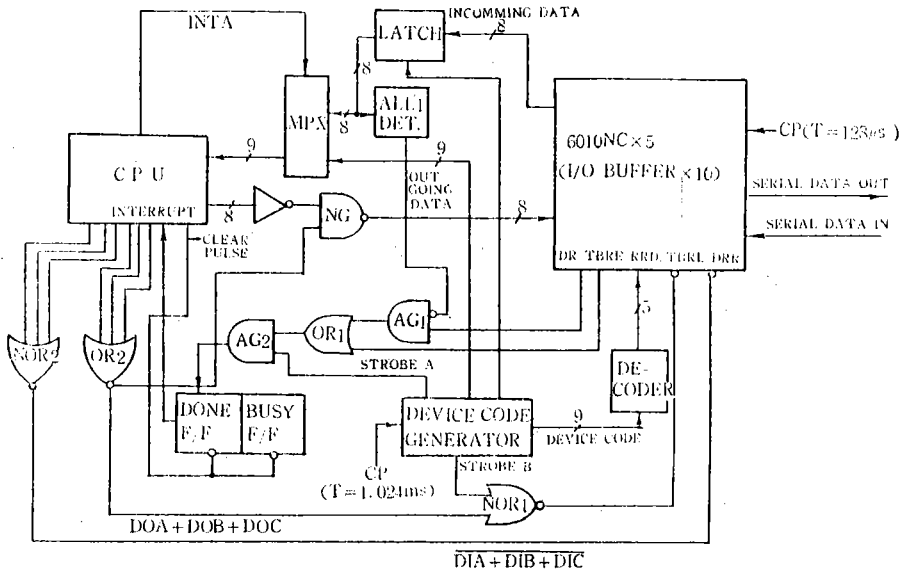 INTA
INCOMMING DATA
LATCH
8
8
MPX
8
ALL1
DET.
6010NC×5
(I/O BUFFER×10)
CP(T=128μs)
SERIAL DATA OUT
SERIAL DATA IN
CPU
INTERRUPT
9
9
OUT
GOING
DATA
8
NG
8
CLEAR
PULSE
DR TBRE RRD. TBRL DRR
NOR2
OR2
AG2
OR1
AG1
STROBE A
5
DE-
CODER
DONE
F/F
BUSY
F/F
DEVICE CODE
GENERATOR
9
DEVICE CODE
CP
(T=1.024ms)
STROBE B
NOR1
DOA+DOB+DOC
DIA+DIB+DIC